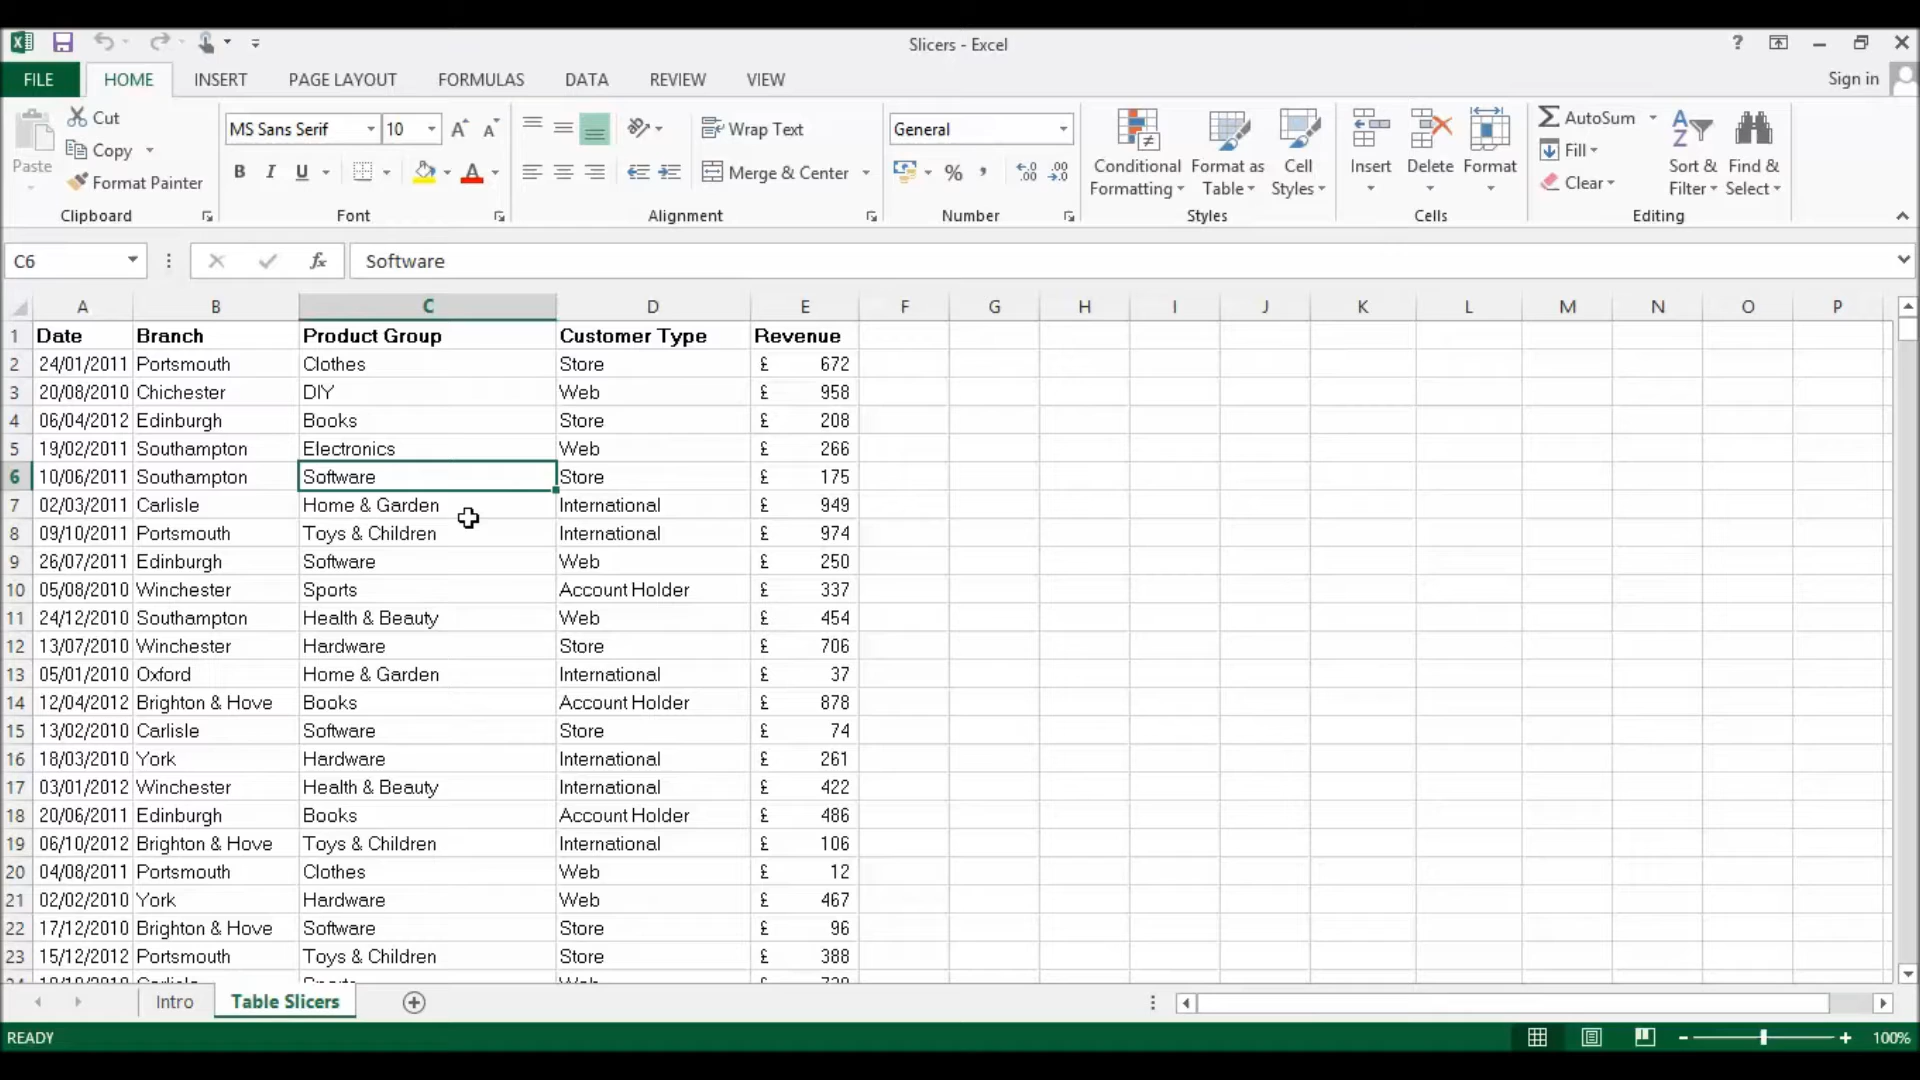 Slicers - Excel
?
FILE HOME INSERT PAGE LAYOUT FORMULAS DATA REVIEW VIEW Sign in
Paste Cut Copy Format Painter
Clipboard
MS Sans Serif 10
B I U A
Font
Wrap Text
Merge & Center
Alignment
General
%
Number
Conditional Formatting
Format as Table
Cell Styles
Styles
Insert Delete Format
Cells
AutoSum
Fill
Clear
Sort & Filter
Find & Select
Editing
C6 fx Software
A B C D E F G H I J K L M N O P
1 Date Branch Product Group Customer Type Revenue
2 24/01/2011 Portsmouth Clothes Store £ 672
3 20/08/2010 Chichester DIY Web £ 958
4 06/04/2012 Edinburgh Books Store £ 208
5 19/02/2011 Southampton Electronics Web £ 266
6 10/06/2011 Southampton Software Store £ 175
7 02/03/2011 Carlisle Home & Garden International £ 949
8 09/10/2011 Portsmouth Toys & Children International £ 974
9 26/07/2011 Edinburgh Software Web £ 250
10 05/08/2010 Winchester Sports Account Holder £ 337
11 24/12/2010 Southampton Health & Beauty Web £ 454
12 13/07/2010 Winchester Hardware Store £ 706
13 05/01/2010 Oxford Home & Garden International £ 37
14 12/04/2012 Brighton & Hove Books Account Holder £ 878
15 13/02/2010 Carlisle Software Store £ 74
16 18/03/2010 York Hardware International £ 261
17 03/01/2012 Winchester Health & Beauty International £ 422
18 20/06/2011 Edinburgh Books Account Holder £ 486
19 06/10/2012 Brighton & Hove Toys & Children International £ 106
20 04/08/2011 Portsmouth Clothes Web £ 12
21 02/02/2010 York Hardware Web £ 467
22 17/12/2010 Brighton & Hove Software Store £ 96
23 15/12/2012 Portsmouth Toys & Children Store £ 388
Intro Table Slicers
READY 100%